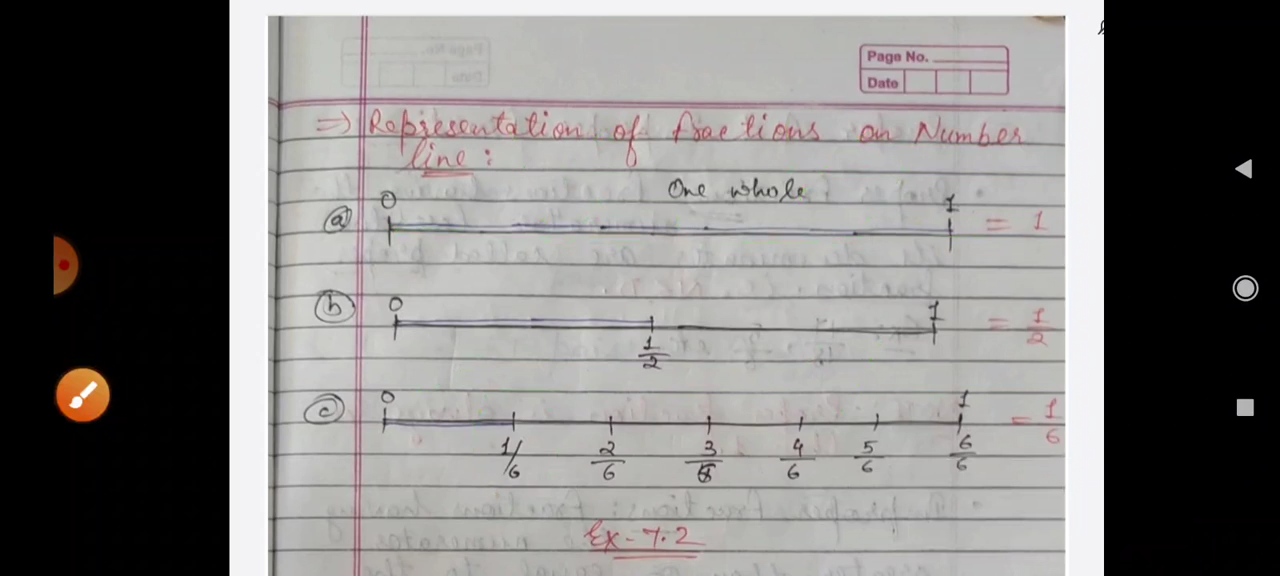 Page No.
Date
=> Representation of fractions on Number
line:
One whole
(a) 0 1 = 1
(b) 0 1 = 1/2
1/2
(c) 0 1 = 1/6
1/6 2/6 3/6 4/6 5/6 6/6
Ex-7.2